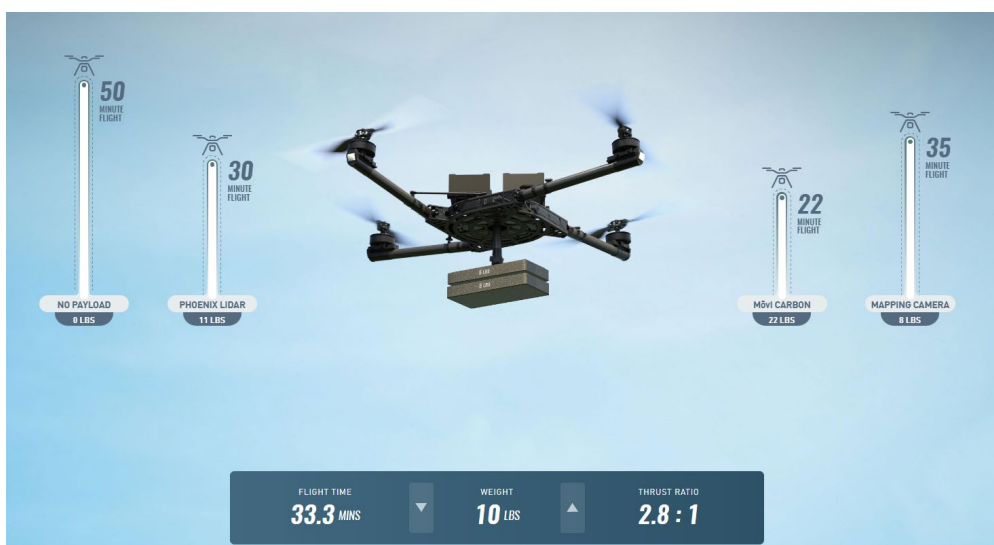 50
MINUTE
FLIGHT
NO PAYLOAD
0 LBS
30
MINUTE
FLIGHT
PHOENIX LIDAR
11 LBS
22
MINUTE
FLIGHT
Mōvi CARBON
22 LBS
35
MINUTE
FLIGHT
MAPPING CAMERA
8 LBS
FLIGHT TIME
33.3 MINS
▼
WEIGHT
10 LBS
▲
THRUST RATIO
2.8 : 1